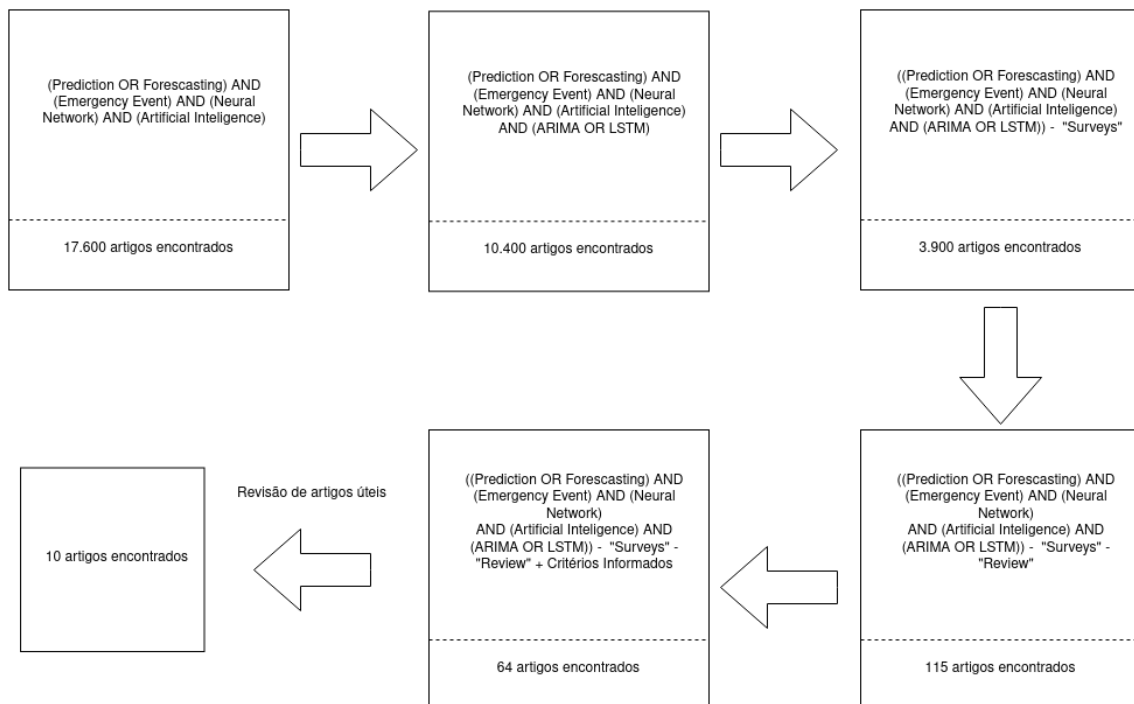 (Prediction OR Forescasting) AND
(Emergency Event) AND (Neural
Network) AND (Artificial Inteligence)
17.600 artigos encontrados
(Prediction OR Forescasting) AND
(Emergency Event) AND (Neural
Network) AND (Artificial Inteligence)
AND (ARIMA OR LSTM)
10.400 artigos encontrados
((Prediction OR Forescasting) AND
(Emergency Event) AND (Neural
Network) AND (Artificial Inteligence)
AND (ARIMA OR LSTM)) - "Surveys"
3.900 artigos encontrados
((Prediction OR Forescasting) AND
(Emergency Event) AND (Neural
Network)
AND (Artificial Inteligence) AND
(ARIMA OR LSTM)) - "Surveys" -
"Review"
115 artigos encontrados
((Prediction OR Forescasting) AND
(Emergency Event) AND (Neural
Network)
AND (Artificial Inteligence) AND
(ARIMA OR LSTM)) - "Surveys" -
"Review" + Critérios Informados
64 artigos encontrados
Revisão de artigos úteis
10 artigos encontrados